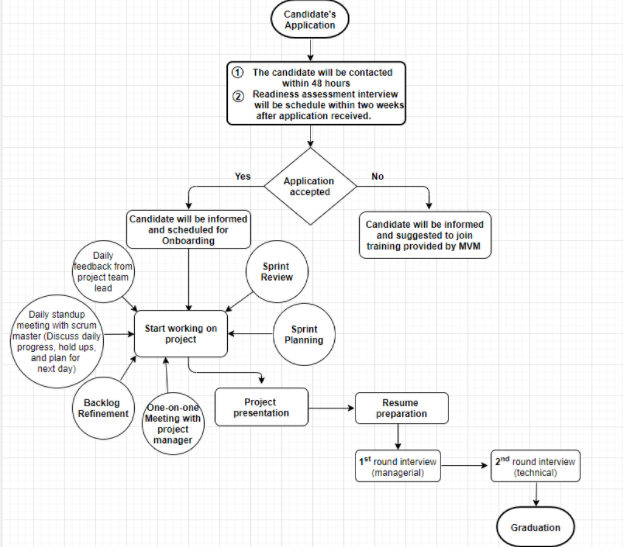 Candidate's
Application
① The candidate will be contacted
within 48 hours
② Readiness assessment interview
will be schedule within two weeks
after application received.
Yes
Application
accepted
No
Candidate will be informed
and scheduled for
Onboarding
Candidate will be informed
and suggested to join
training provided by MVM
Daily
feedback from
project team
lead
Sprint
Review
Daily standup
meeting with scrum
master (Discuss daily
progress, hold ups,
and plan for
next day)
Start working on
project
Sprint
Planning
Backlog
Refinement
One-on-one
Meeting with
project
manager
Project
presentation
Resume
preparation
1st round interview
(managerial)
2nd round interview
(technical)
Graduation